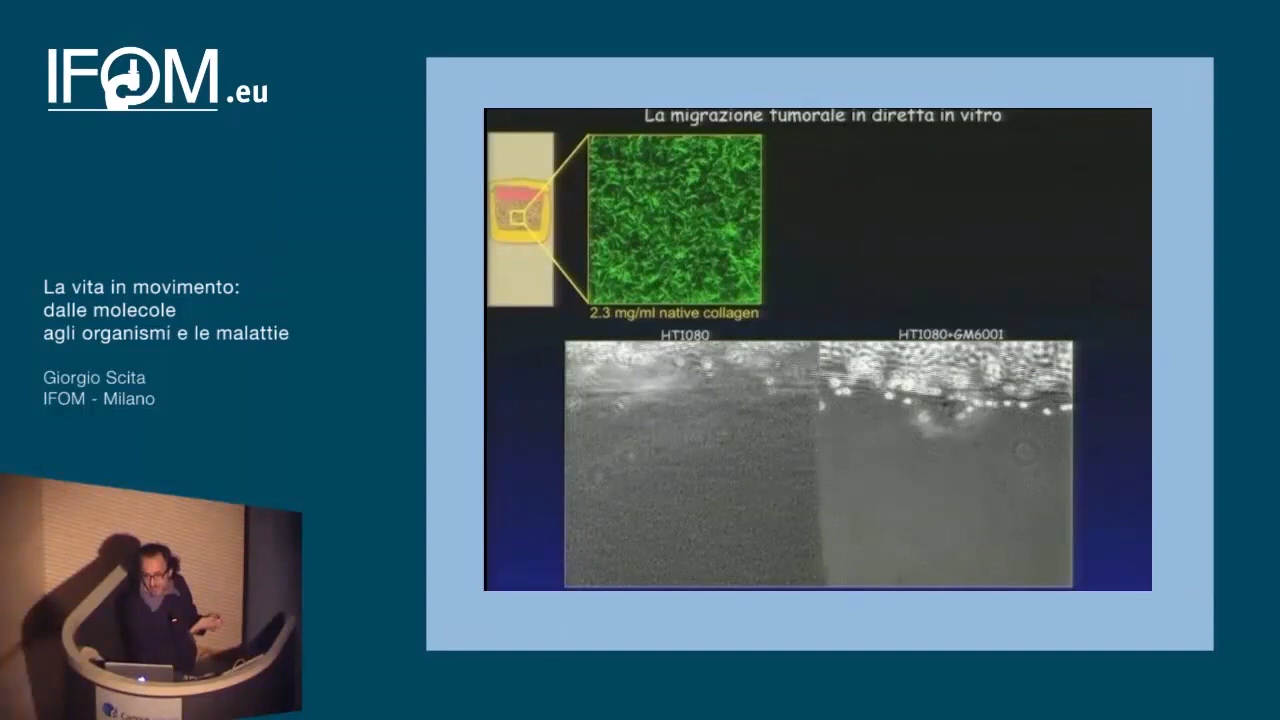 IFOM.eu
La vita in movimento:
dalle molecole
agli organismi e le malattie
Giorgio Scita
IFOM - Milano
La migrazione tumorale in diretta in vitro
2.3 mg/ml native collagen
HT1080
HT1080+GM6001